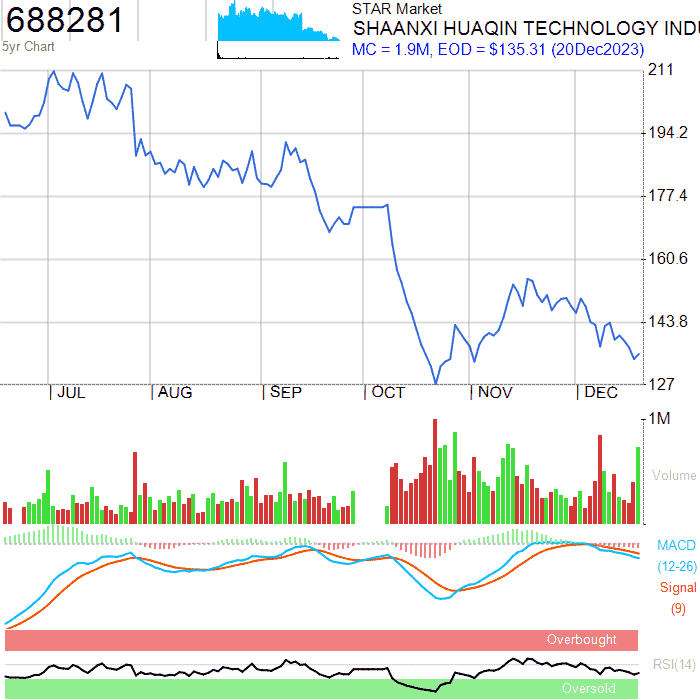 688281
5yr Chart
STAR Market
SHAANXI HUAQIN TECHNOLOGY INDU
MC = 1.9M, EOD = $135.31 (20Dec2023)
211
194.2
177.4
160.6
143.8
127
JUL
AUG
SEP
OCT
NOV
DEC
1M
Volume
MACD
(12-26)
Signal
(9)
Overbought
RSI(14)
Oversold